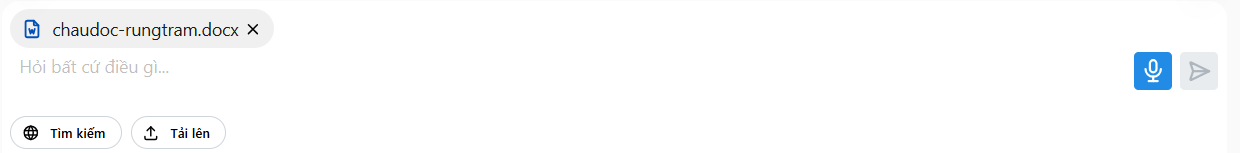 chaudoc-rungtram.docx
Hỏi bất cứ điều gì...
Tìm kiếm
Tải lên